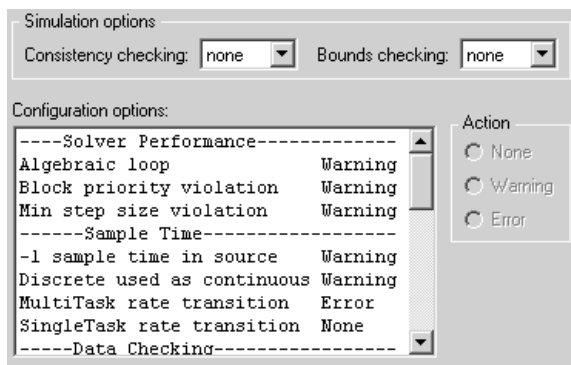 Simulation options
Consistency checking: none Bounds checking: none
Configuration options:
----Solver Performance-------------
Algebraic loop Warning
Block priority violation Warning
Min step size violation Warning
------Sample Time------------------
-1 sample time in source Warning
Discrete used as continuous Warning
MultiTask rate transition Error
SingleTask rate transition None
-----Data Checking-----------------
Action
None
Warning
Error